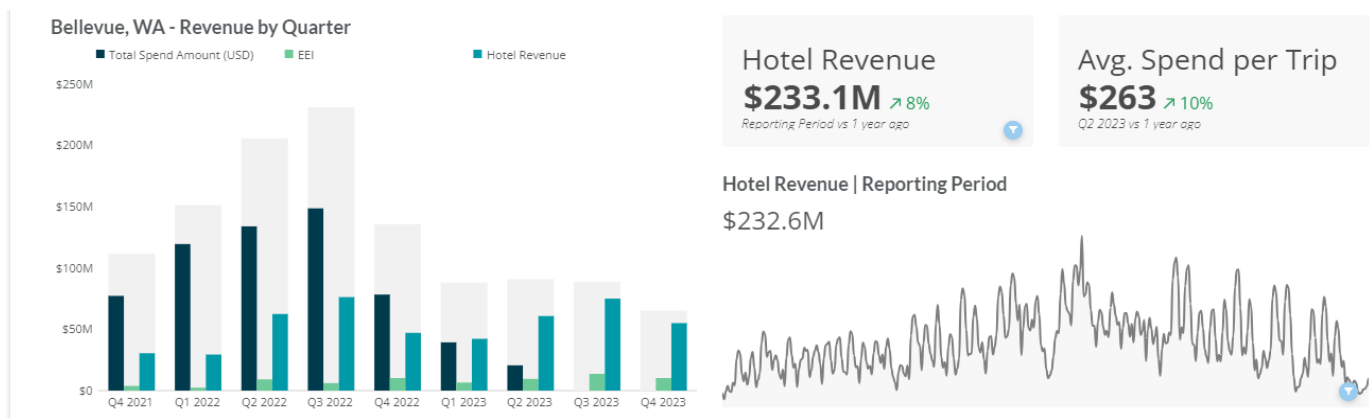 Bellevue, WA - Revenue by Quarter
Total Spend Amount (USD) EEI Hotel Revenue
$250M
$200M
$150M
$100M
$50M
$0
Q4 2021 Q1 2022 Q2 2022 Q3 2022 Q4 2022 Q1 2023 Q2 2023 Q3 2023 Q4 2023
Hotel Revenue
$233.1M 8%
Reporting Period vs 1 year ago
Avg. Spend per Trip
$263 10%
Q2 2023 vs 1 year ago
Hotel Revenue | Reporting Period
$232.6M